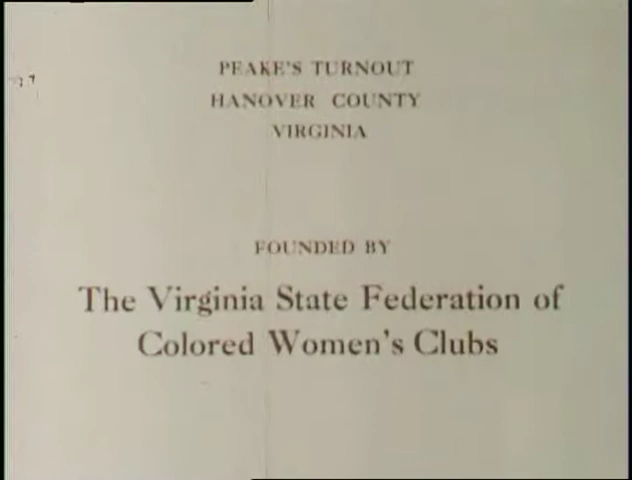 PEAKE'S TURNOUT
HANOVER COUNTY
VIRGINIA
FOUNDED BY
The Virginia State Federation of
Colored Women's Clubs